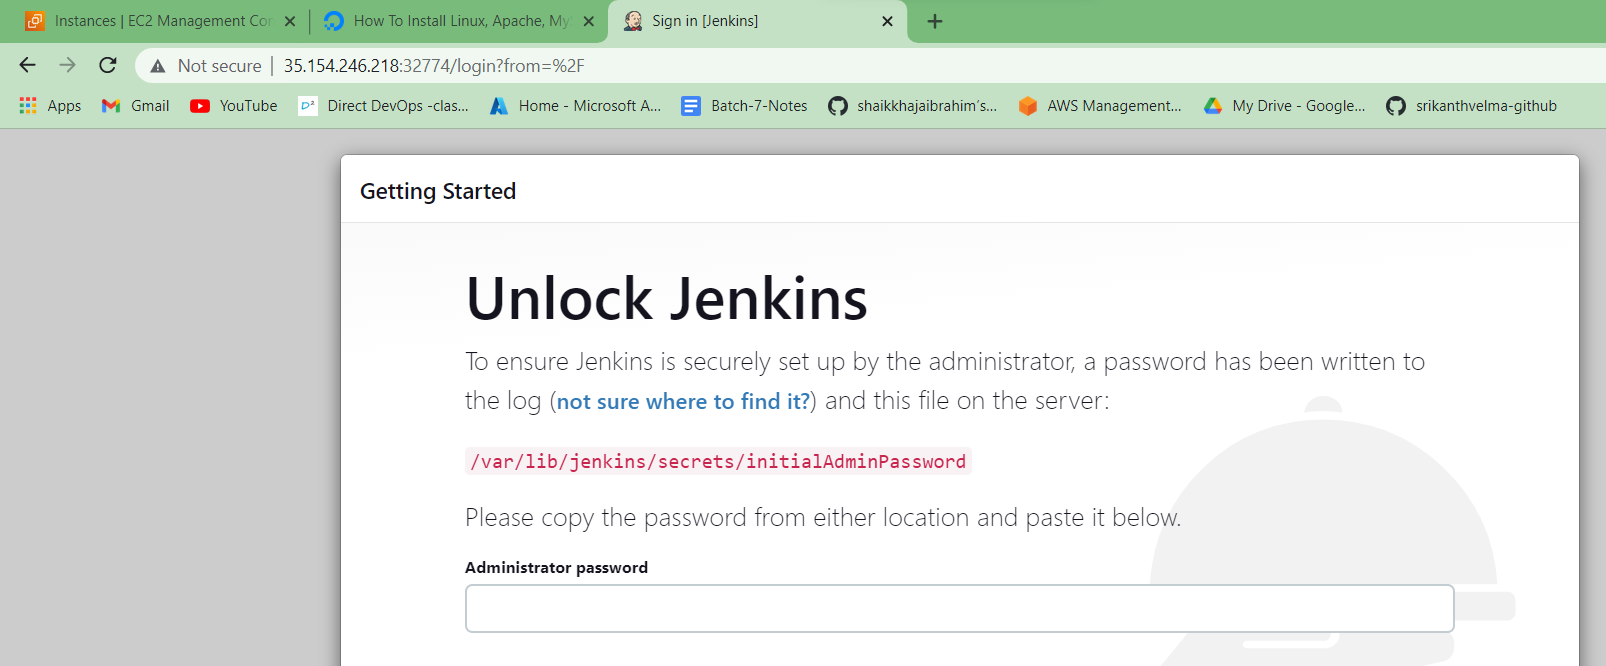 Instances | EC2 Management Con
How To Install Linux, Apache, My
Sign in [Jenkins]
Not secure | 35.154.246.218:32774/login?from=%2F
Apps Gmail YouTube D² Direct DevOps -clas... Home - Microsoft A... Batch-7-Notes shaikkhajaibrahim's... AWS Management... My Drive - Google... srikanthvelma-github
Getting Started
Unlock Jenkins
To ensure Jenkins is securely set up by the administrator, a password has been written to
the log (not sure where to find it?) and this file on the server:
/var/lib/jenkins/secrets/initialAdminPassword
Please copy the password from either location and paste it below.
Administrator password